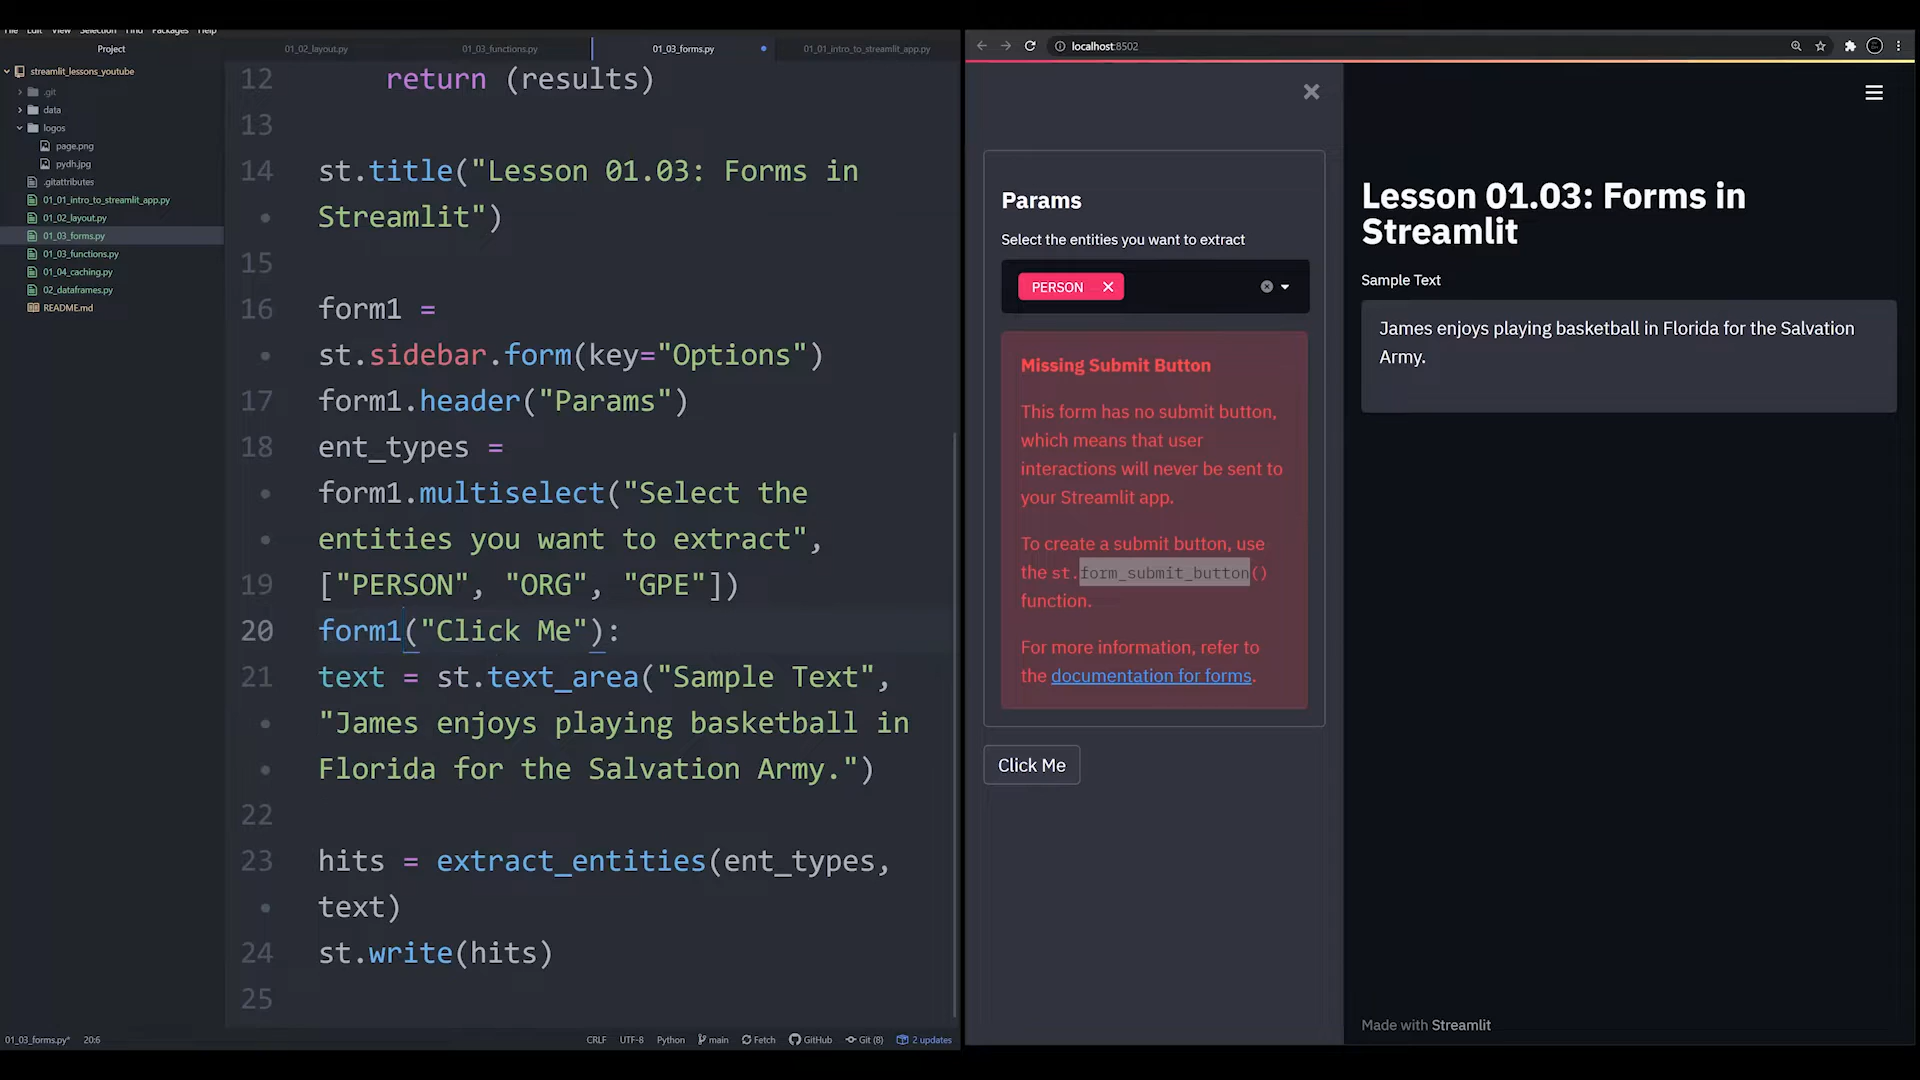 File Edit View Selection Find Packages Help
Project
streamlit_lessons_youtube
.git
data
logos
page.png
pydh.jpg
.gitattributes
01_01_intro_to_streamlit_app.py
01_02_layout.py
01_03_forms.py
01_03_functions.py
01_04_caching.py
02_dataframes.py
README.md
01_02_layout.py
01_03_functions.py
01_03_forms.py
01_01_intro_to_streamlit_app.py
12 return (results)
13
14 st.title("Lesson 01.03: Forms in
• Streamlit")
15
16 form1 =
• st.sidebar.form(key="Options")
17 form1.header("Params")
18 ent_types =
• form1.multiselect("Select the
• entities you want to extract",
19 ["PERSON", "ORG", "GPE"])
20 form1("Click Me"):
21 text = st.text_area("Sample Text",
• "James enjoys playing basketball in
• Florida for the Salvation Army.")
22
23 hits = extract_entities(ent_types,
• text)
24 st.write(hits)
25
01_03_forms.py* 20:6 CRLF UTF-8 Python main Fetch GitHub Git (8) 2 updates
localhost:8502
Params
Select the entities you want to extract
PERSON
Missing Submit Button
This form has no submit button,
which means that user
interactions will never be sent to
your Streamlit app.
To create a submit button, use
the st.form_submit_button()
function.
For more information, refer to
the documentation for forms.
Click Me
Lesson 01.03: Forms in
Streamlit
Sample Text
James enjoys playing basketball in Florida for the Salvation
Army.
Made with Streamlit